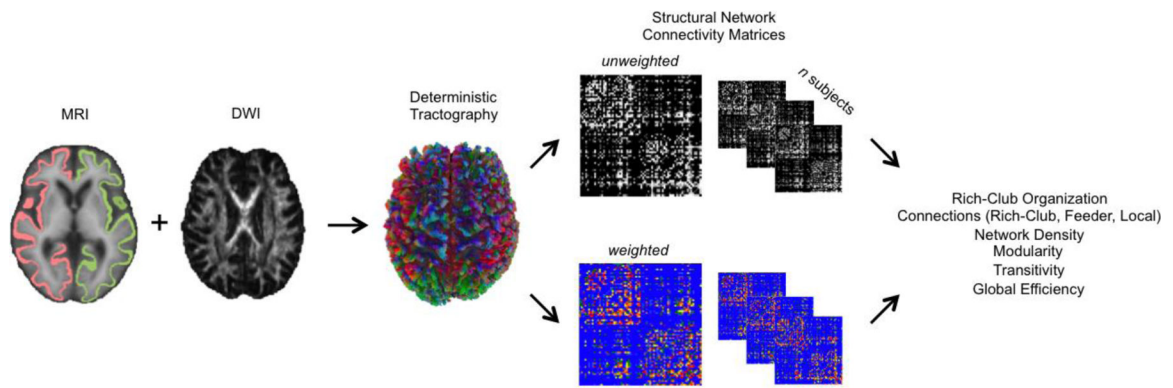 MRI
DWI
Deterministic
Tractography
Structural Network
Connectivity Matrices
unweighted
n subjects
weighted
+
Rich-Club Organization
Connections (Rich-Club, Feeder, Local)
Network Density
Modularity
Transitivity
Global Efficiency